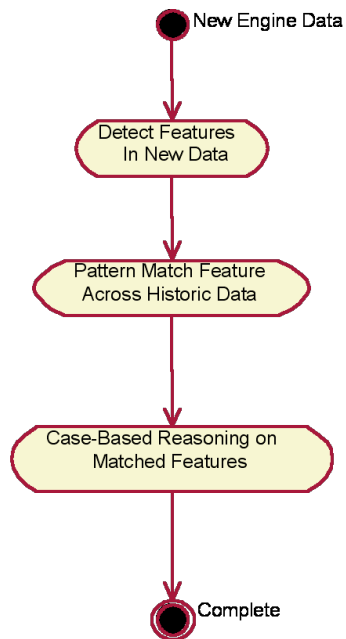 New Engine Data
Detect Features
In New Data
Pattern Match Feature
Across Historic Data
Case-Based Reasoning on
Matched Features
Complete